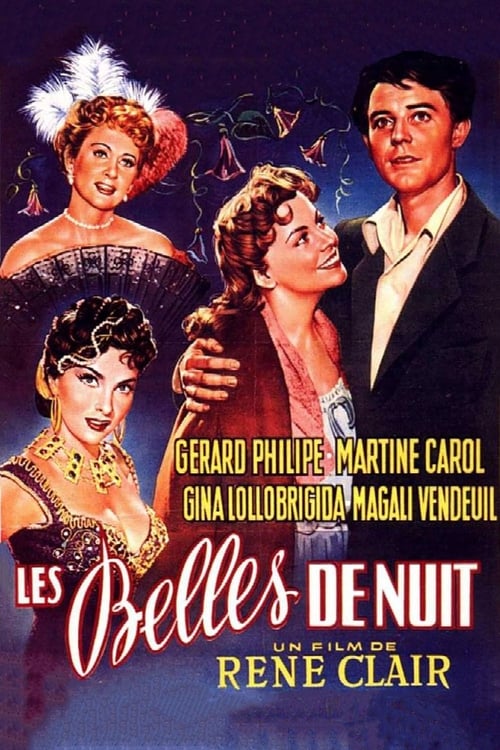 GERARD PHILIPE · MARTINE CAROL
GINA LOLLOBRIGIDA MAGALI VENDEUIL
LES Belles DE NUIT
UN FILM DE
RENE CLAIR